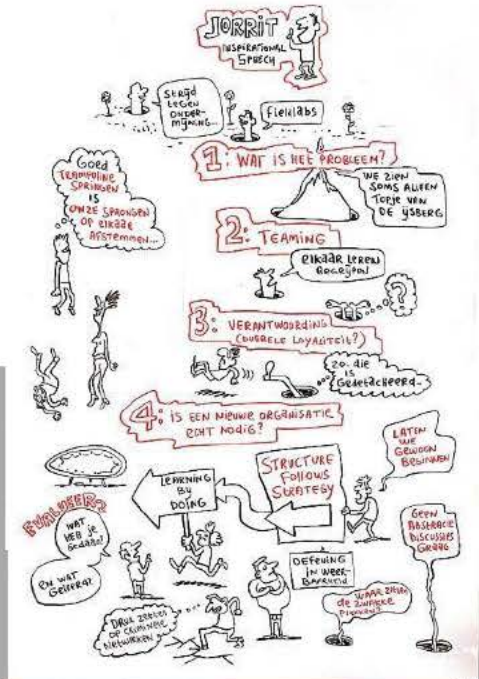 JORRIT
INSPIRATIONAL
SPEECH
STRIJD
TEGEN
ONDER-
MIJNING...
Fieldlabs
1: WAT IS HET PROBLEEM?
WE ZIEN
SOMS ALLEEN
TOPJE VAN
DE IJSBERG
GOED
TRAMPOLINE
SPRINGEN
IS
ONZE SPRONGEN
OP ELKAAR
AFSTEMMEN...
2: TEAMING
elkaar leren
begrijpen
?
3: VERANTWOORDING
(DUBBELE LOYALITEIT?)
ZO.. DIE
IS
GEDETACHEERD..
4: IS EEN NIEUWE ORGANISATIE
ECHT NODIG?
LATEN
WE
GEWOON
BEGINNEN
STRUCTURE
FOLLOWS
STRATEGY
LEARNING
BY
DOING
EVALUEER?
WAT
HEB je
GEDAAN?
EN WAT
GELEERD?
GEEN
ABSTRACTE
DISCUSSIES
GRAAG
OEFENING
IN WEER-
BAARHEID
WAAR ZITTEN
DE ZWAKKE
PLEKKEN?
DRUK ZETTEN
OP CRIMINELE
NETWERKEN